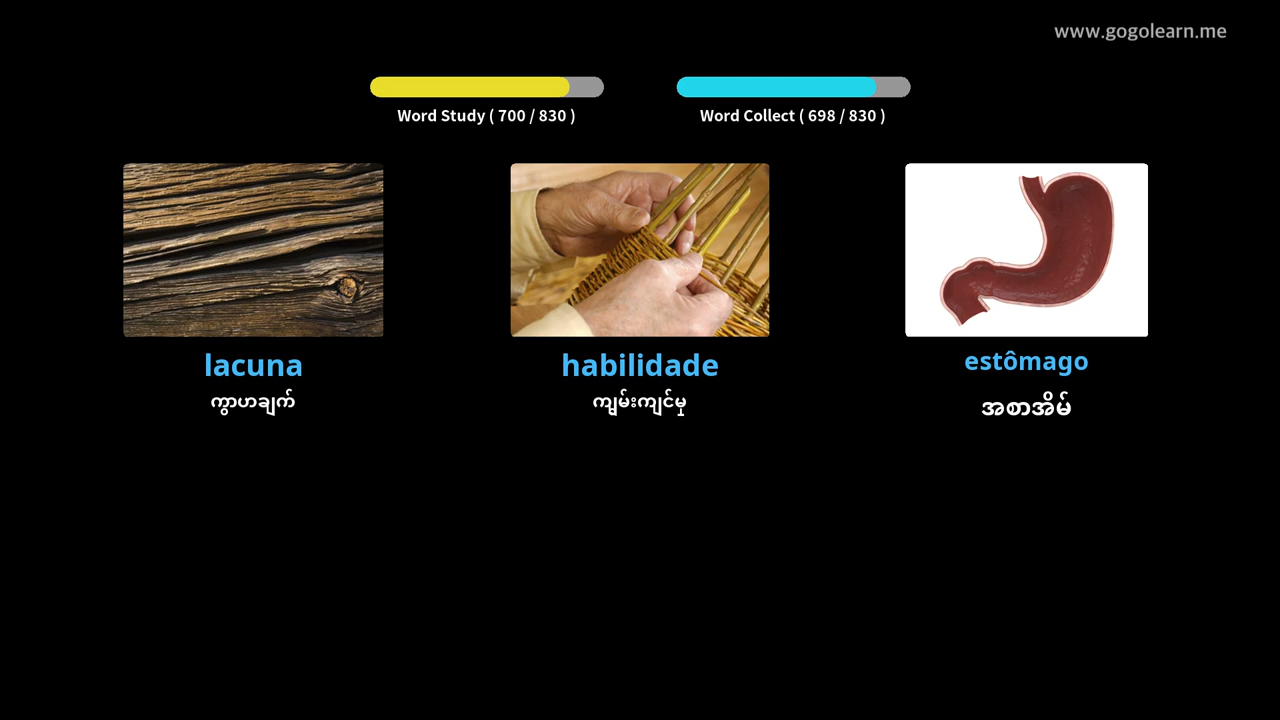 www.gogolearn.me
Word Study ( 700 / 830 )
Word Collect ( 698 / 830 )
lacuna
habilidade
estômago
ကွာဟချက်
ကျွမ်းကျင်မှု
အစာအိမ်